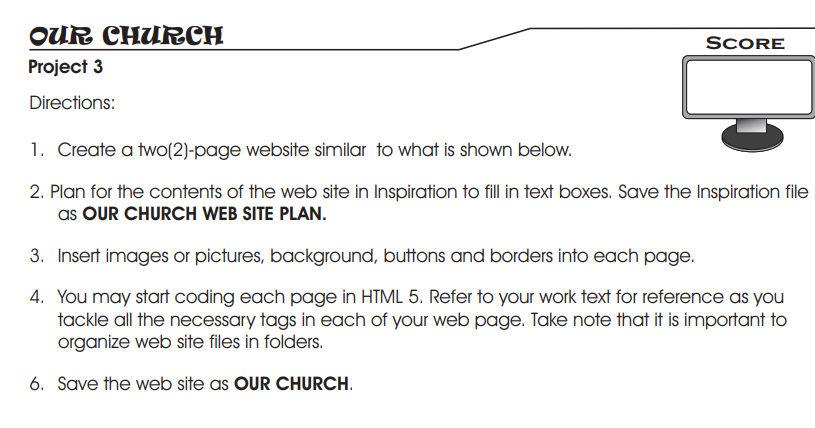 OUR CHURCH
SCORE
Project 3
Directions:
1. Create a two(2)-page website similar to what is shown below.
2. Plan for the contents of the web site in Inspiration to fill in text boxes. Save the Inspiration file
as OUR CHURCH WEB SITE PLAN.
3. Insert images or pictures, background, buttons and borders into each page.
4. You may start coding each page in HTML 5. Refer to your work text for reference as you
tackle all the necessary tags in each of your web page. Take note that it is important to
organize web site files in folders.
6. Save the web site as OUR CHURCH.